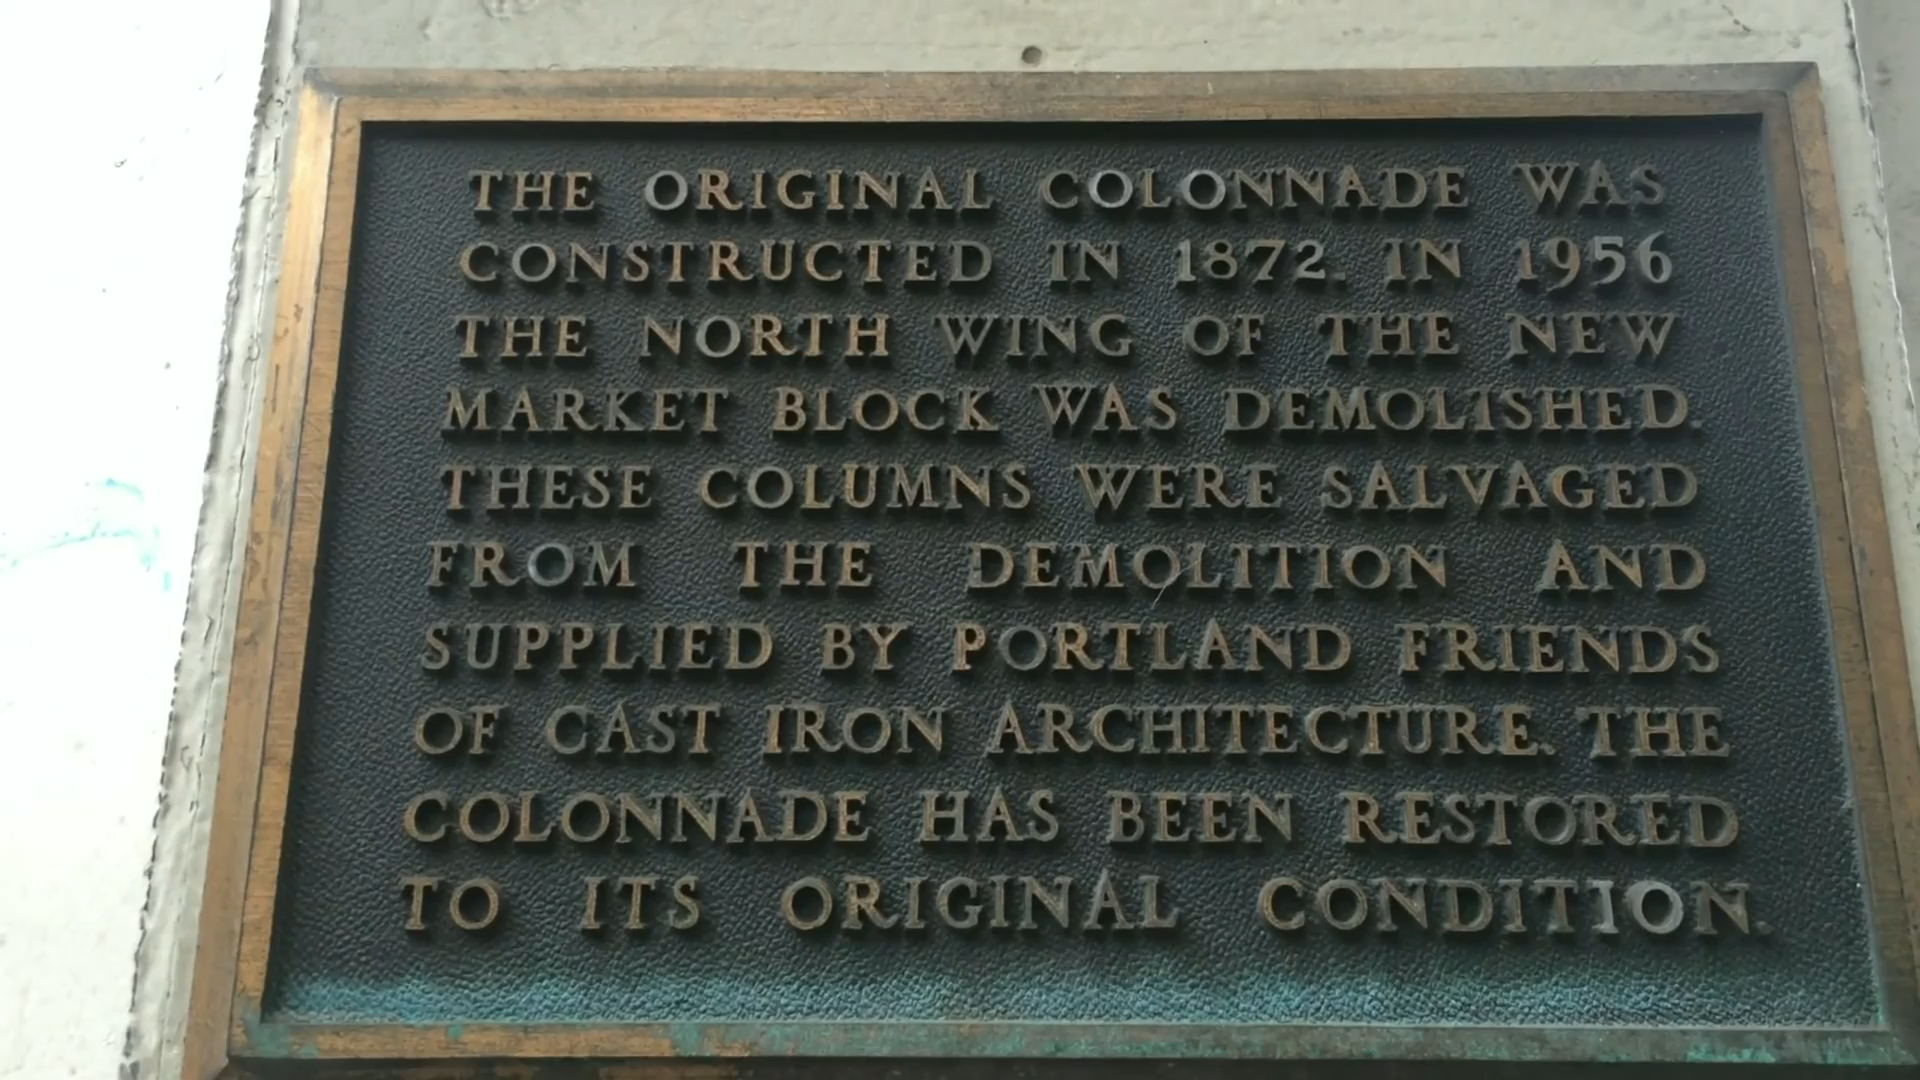 THE ORIGINAL COLONNADE WAS
CONSTRUCTED IN 1872. IN 1956
THE NORTH WING OF THE NEW
MARKET BLOCK WAS DEMOLISHED.
THESE COLUMNS WERE SALVAGED
FROM THE DEMOLITION AND
SUPPLIED BY PORTLAND FRIENDS
OF CAST IRON ARCHITECTURE. THE
COLONNADE HAS BEEN RESTORED
TO ITS ORIGINAL CONDITION.